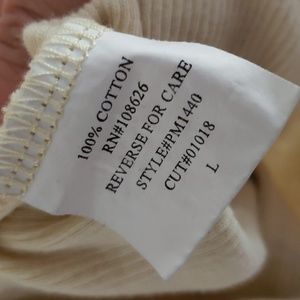 100% COTTON
RN#108626
REVERSE FOR CARE
STYLE#PM1440
CUT#01018
L